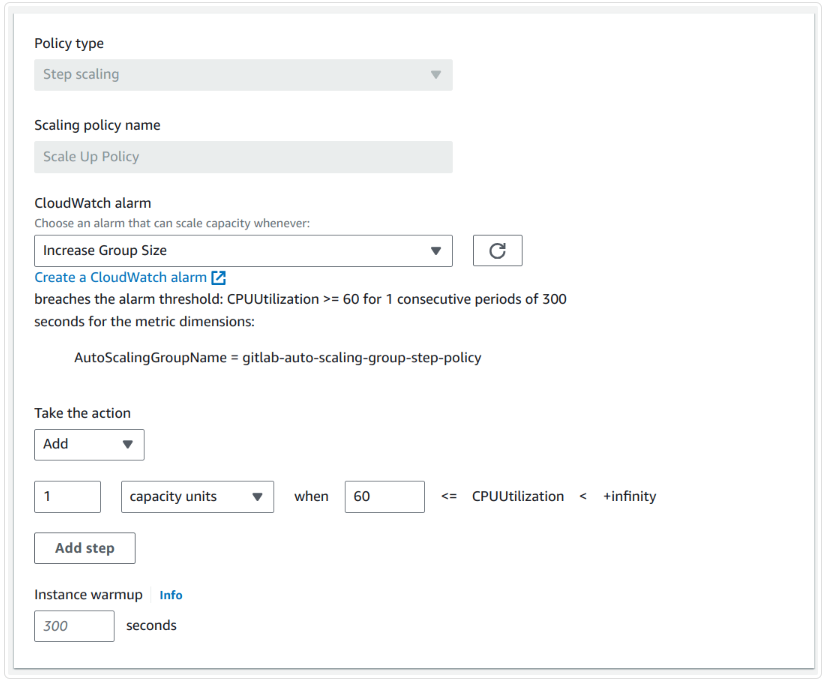 Policy type
Step scaling
Scaling policy name
Scale Up Policy
CloudWatch alarm
Choose an alarm that can scale capacity whenever:
Increase Group Size
Create a CloudWatch alarm
breaches the alarm threshold: CPUUtilization >= 60 for 1 consecutive periods of 300
seconds for the metric dimensions:
AutoScalingGroupName = gitlab-auto-scaling-group-step-policy
Take the action
Add
1 capacity units when 60 <= CPUUtilization < +infinity
Add step
Instance warmup Info
300 seconds